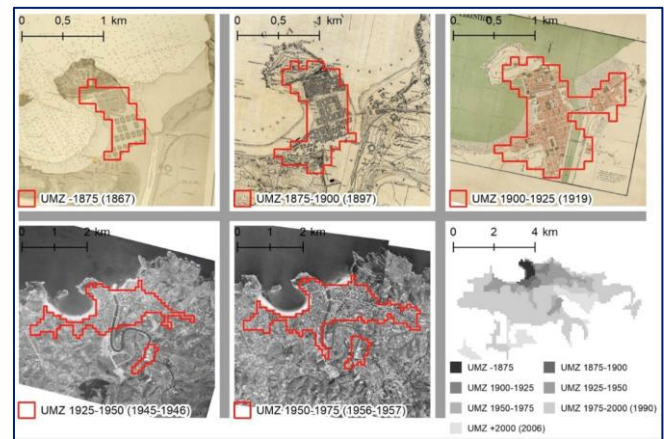 0 0,5 1 km
UMZ -1875 (1867)
0 0,5 1 km
UMZ-1875-1900 (1897)
0 0,5 1 km
UMZ 1900-1925 (1919)
0 1 2 km
UMZ 1925-1950 (1945-1946)
0 1 2 km
UMZ 1950-1975 (1956-1957)
0 2 4 km
UMZ -1875
UMZ 1875-1900
UMZ 1900-1925
UMZ 1925-1950
UMZ 1950-1975
UMZ 1975-2000 (1990)
UMZ +2000 (2006)